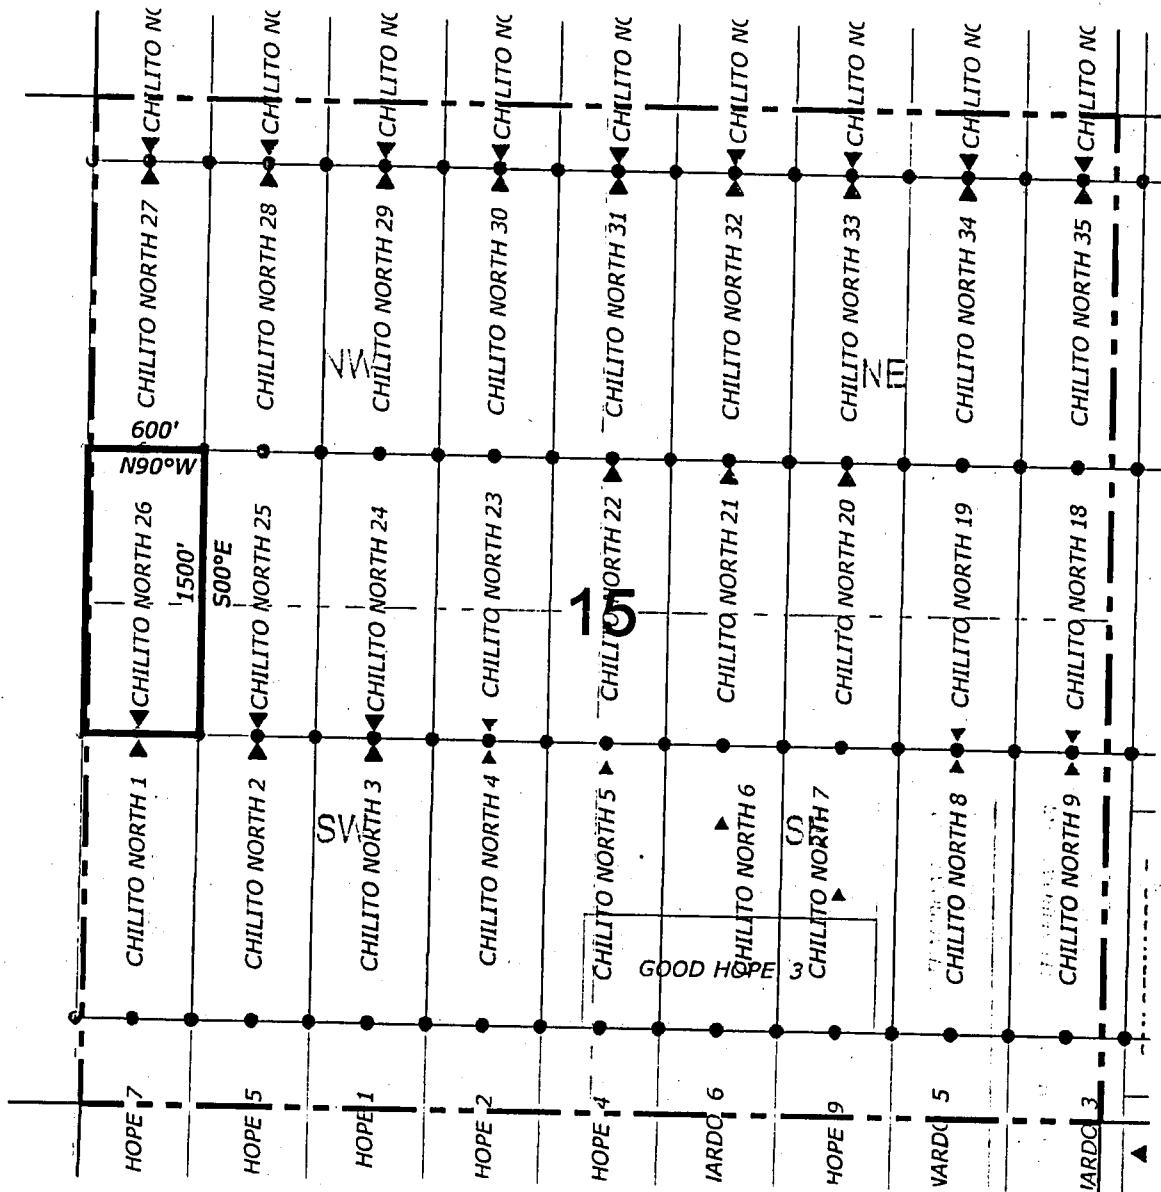 CHILITO NO
CHILITO NO
CHILITO NO
CHILITO NO
CHILITO NO
CHILITO NO
CHILITO NO
CHILITO NO
CHILITO NO
CHILITO NORTH 27
CHILITO NORTH 28
CHILITO NORTH 29
CHILITO NORTH 30
CHILITO NORTH 31
CHILITO NORTH 32
CHILITO NORTH 33
CHILITO NORTH 34
CHILITO NORTH 35
NW
NE
600'
N90°W
CHILITO NORTH 26
1500'
S00°E
CHILITO NORTH 25
CHILITO NORTH 24
CHILITO NORTH 23
CHILITO NORTH 22
CHILITO NORTH 21
CHILITO NORTH 20
CHILITO NORTH 19
CHILITO NORTH 18
15
CHILITO NORTH 1
CHILITO NORTH 2
CHILITO NORTH 3
CHILITO NORTH 4
CHILITO NORTH 5
CHILITO NORTH 6
CHILITO NORTH 7
CHILITO NORTH 8
CHILITO NORTH 9
SW
SE
GOOD HOPE 3
HOPE 7
HOPE 5
HOPE 1
HOPE 2
HOPE 4
IARDO 6
HOPE 9
NARDO 5
IARDO 3